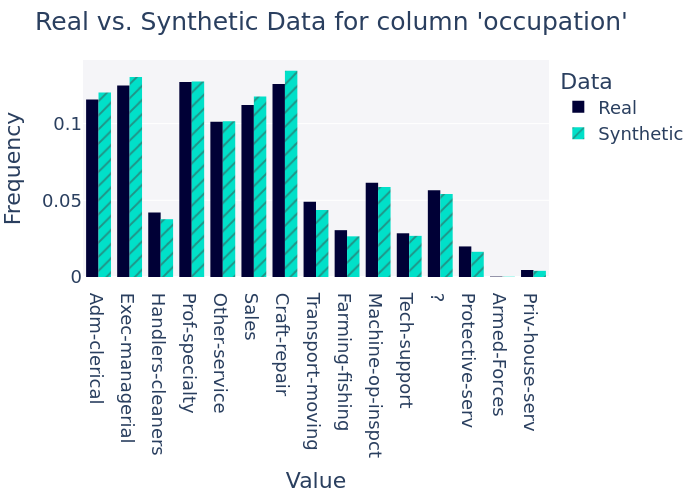 Real vs. Synthetic Data for column 'occupation'
Data
Real
Synthetic
Frequency
0.1
0.05
0
Adm-clerical
Exec-managerial
Handlers-cleaners
Prof-specialty
Other-service
Sales
Craft-repair
Transport-moving
Farming-fishing
Machine-op-inspct
Tech-support
?
Protective-serv
Armed-Forces
Priv-house-serv
Value